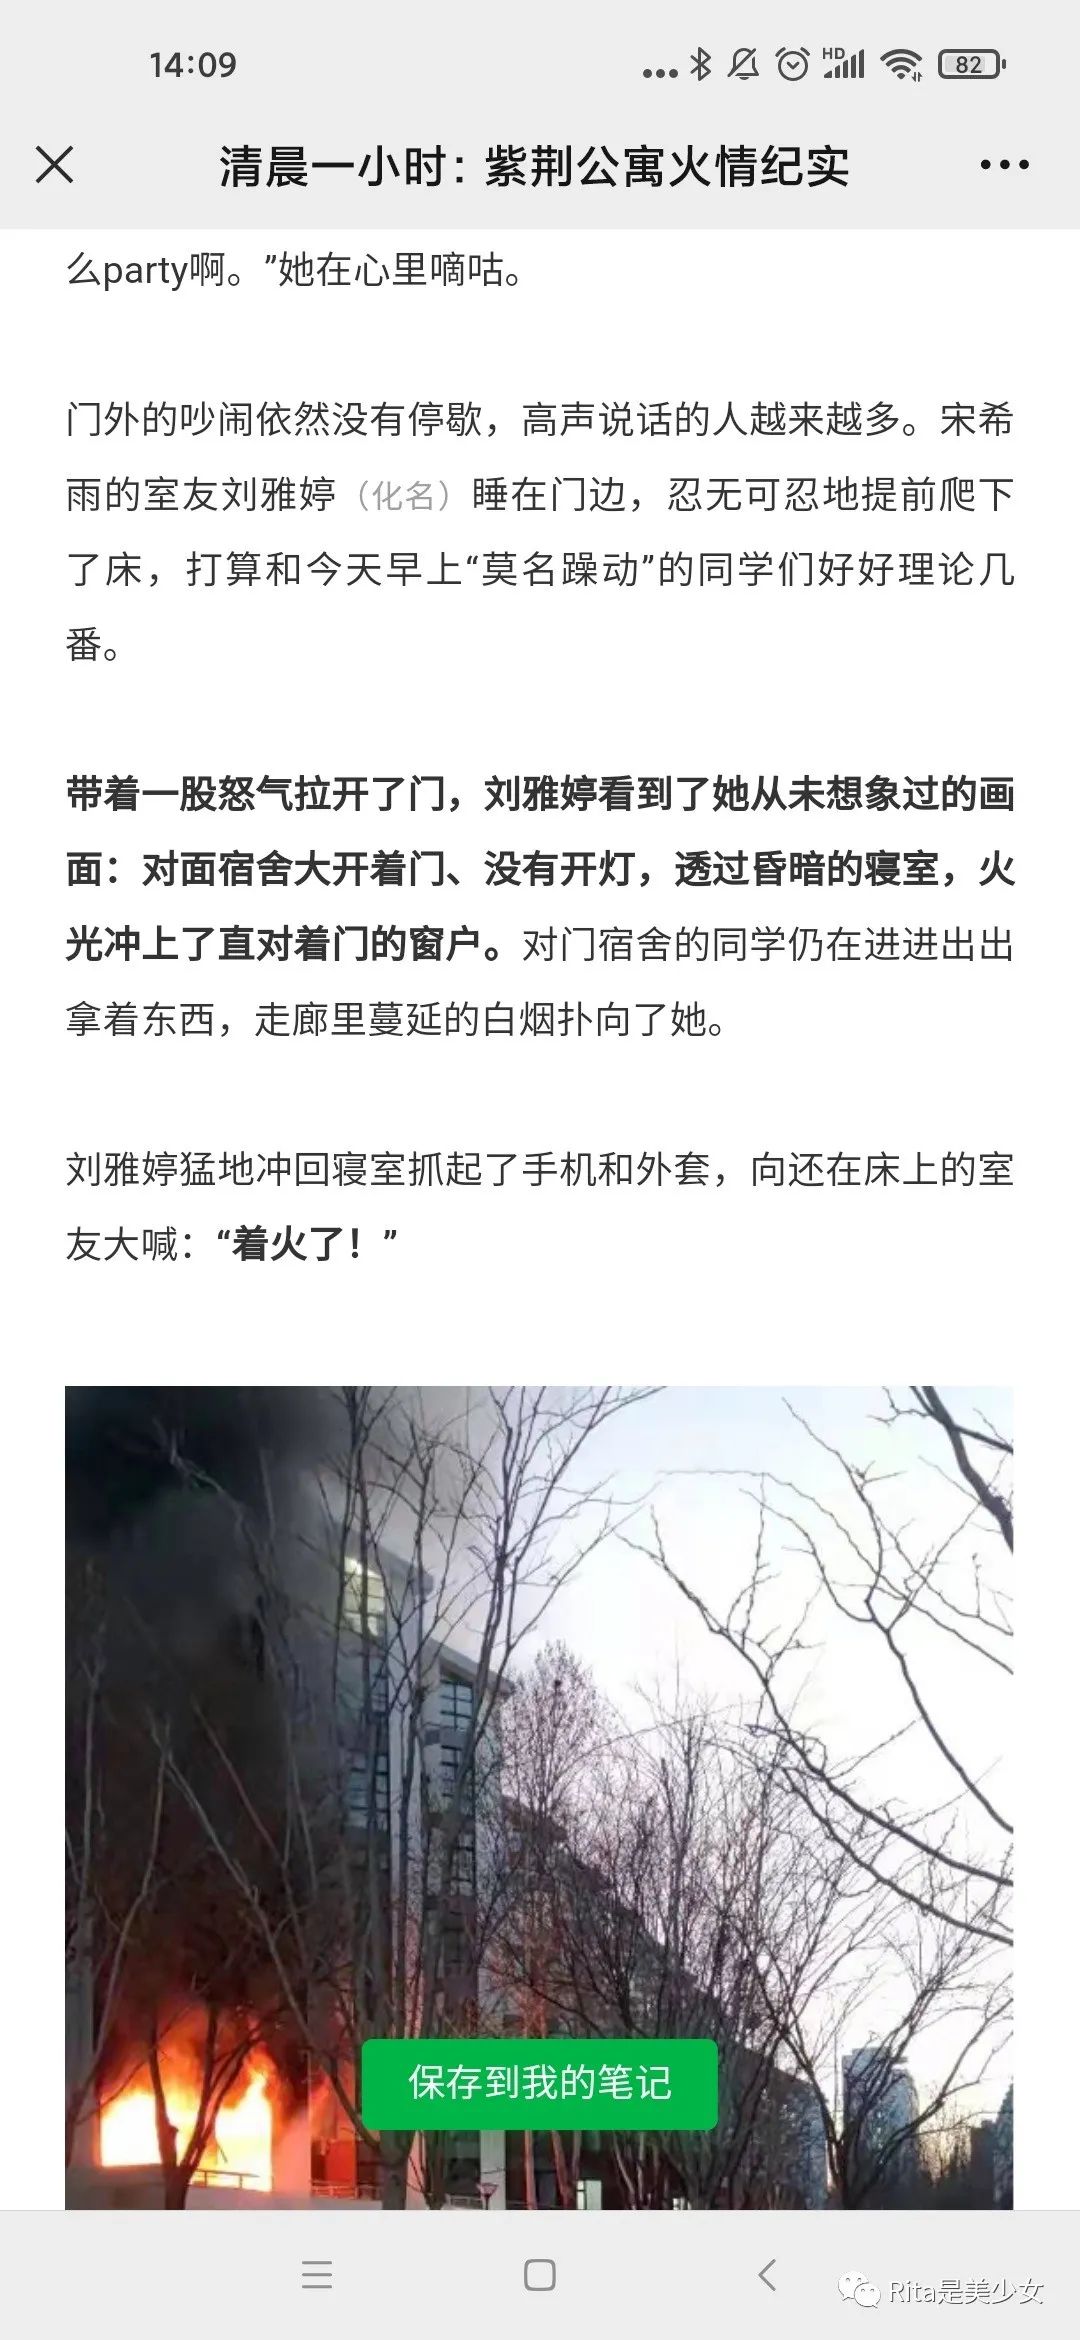 14:09
HD
82
清晨一小时：紫荆公寓火情纪实
么party啊。”她在心里嘀咕。
门外的吵闹依然没有停歇，高声说话的人越来越多。宋希
雨的室友刘雅婷（化名）睡在门边，忍无可忍地提前爬下
了床，打算和今天早上“莫名躁动”的同学们好好理论几
番。
带着一股怒气拉开了门，刘雅婷看到了她从未想象过的画
面：对面宿舍大开着门、没有开灯，透过昏暗的寝室，火
光冲上了直对着门的窗户。对门宿舍的同学仍在进进出出
拿着东西，走廊里蔓延的白烟扑向了她。
刘雅婷猛地冲回寝室抓起了手机和外套，向还在床上的室
友大喊：“着火了！”
保存到我的笔记
Rita是美少女